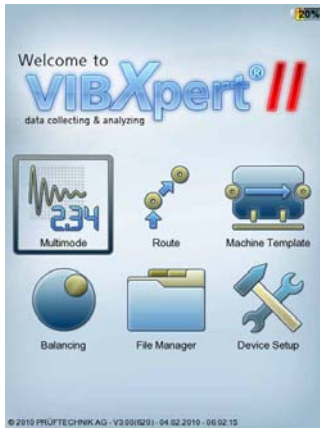 20%
Welcome to
VIBXpert® II
data collecting & analyzing
2.34
Multimode
Route
Machine Template
Balancing
File Manager
Device Setup
© 2010 PRÜFTECHNIK AG - V3.00(620) - 04.02.2010 - 06:02:15